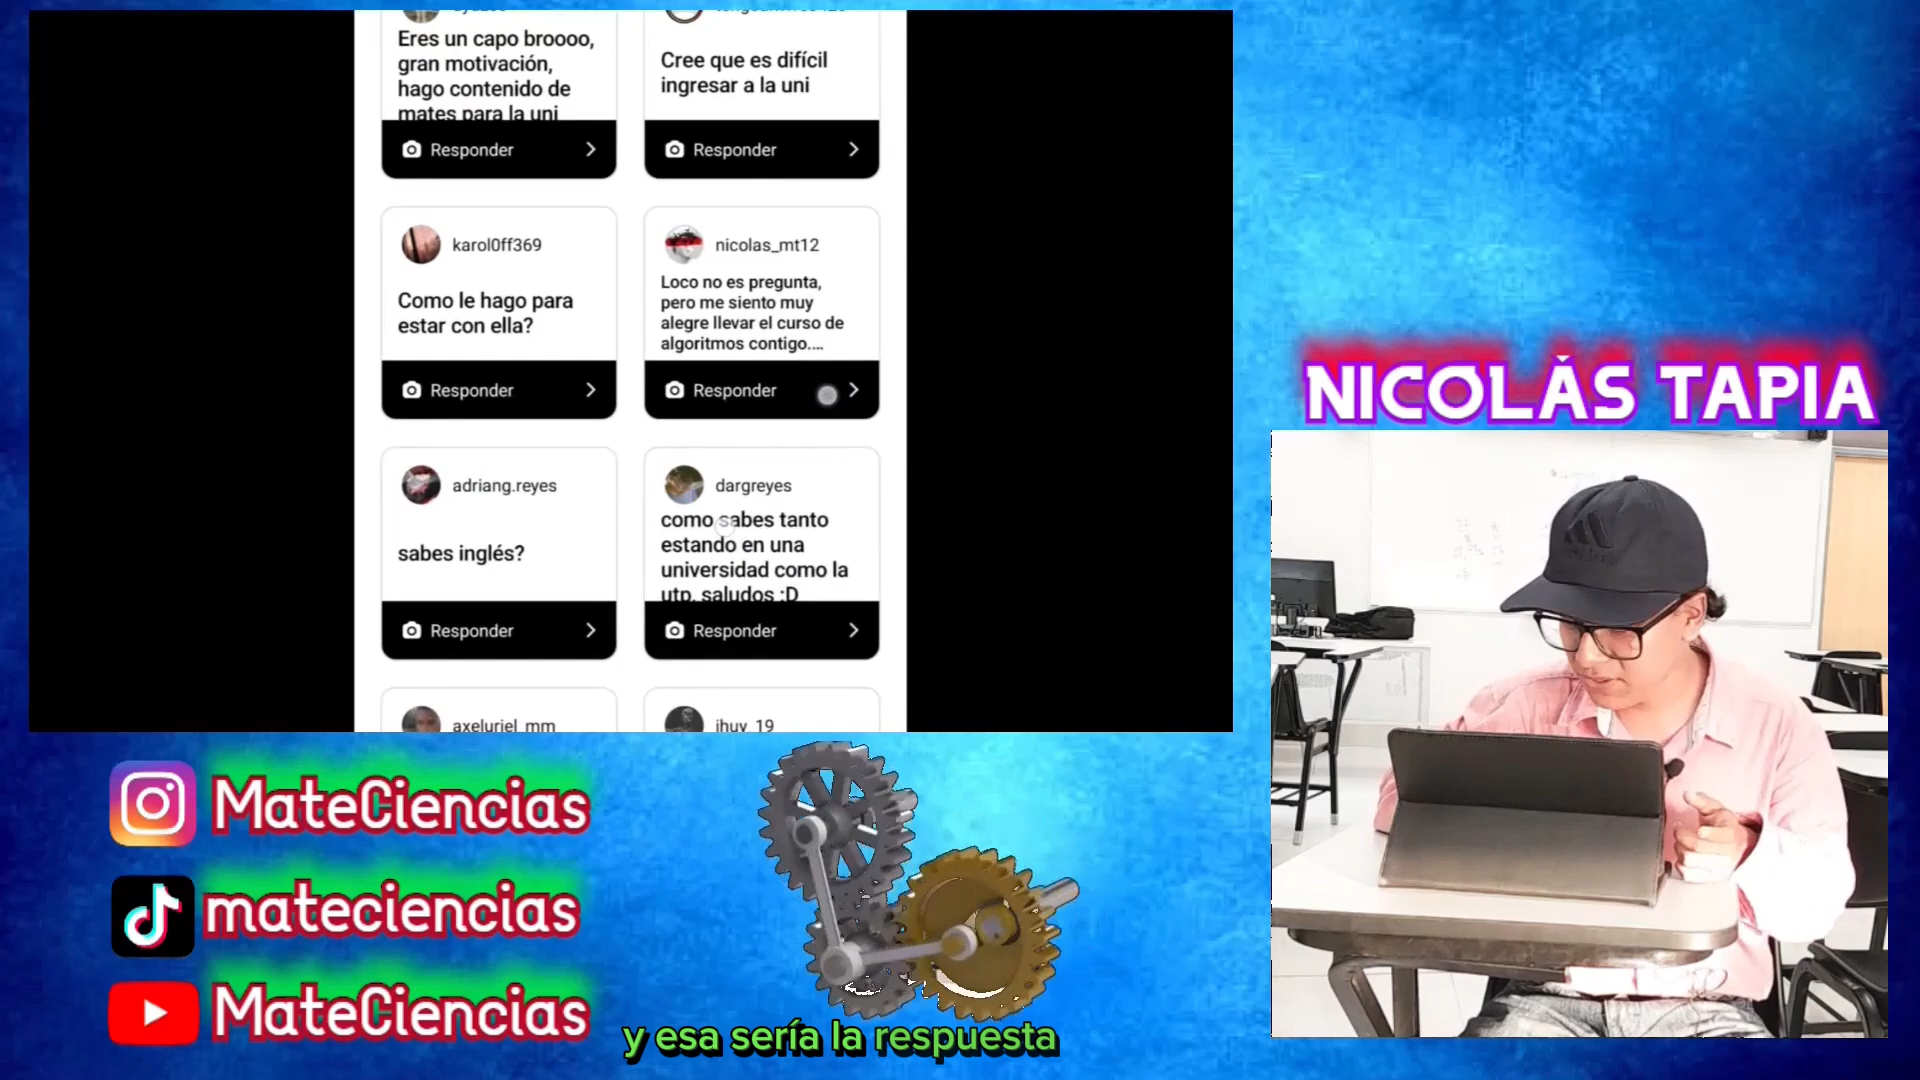 Eres un capo broooo,
gran motivación,
hago contenido de
mates para la uni
Responder
Cree que es difícil
ingresar a la uni
Responder
karol0ff369
Como le hago para
estar con ella?
Responder
nicolas_mt12
Loco no es pregunta,
pero me siento muy
alegre llevar el curso de
algoritmos contigo....
Responder
adriang.reyes
sabes inglés?
Responder
dargreyes
como sabes tanto
estando en una
universidad como la
utp, saludos :D
Responder
axeluriel_mm
jhuy_19
NICOLÁS TAPIA
MateCiencias
mateciencias
MateCiencias
y esa sería la respuesta